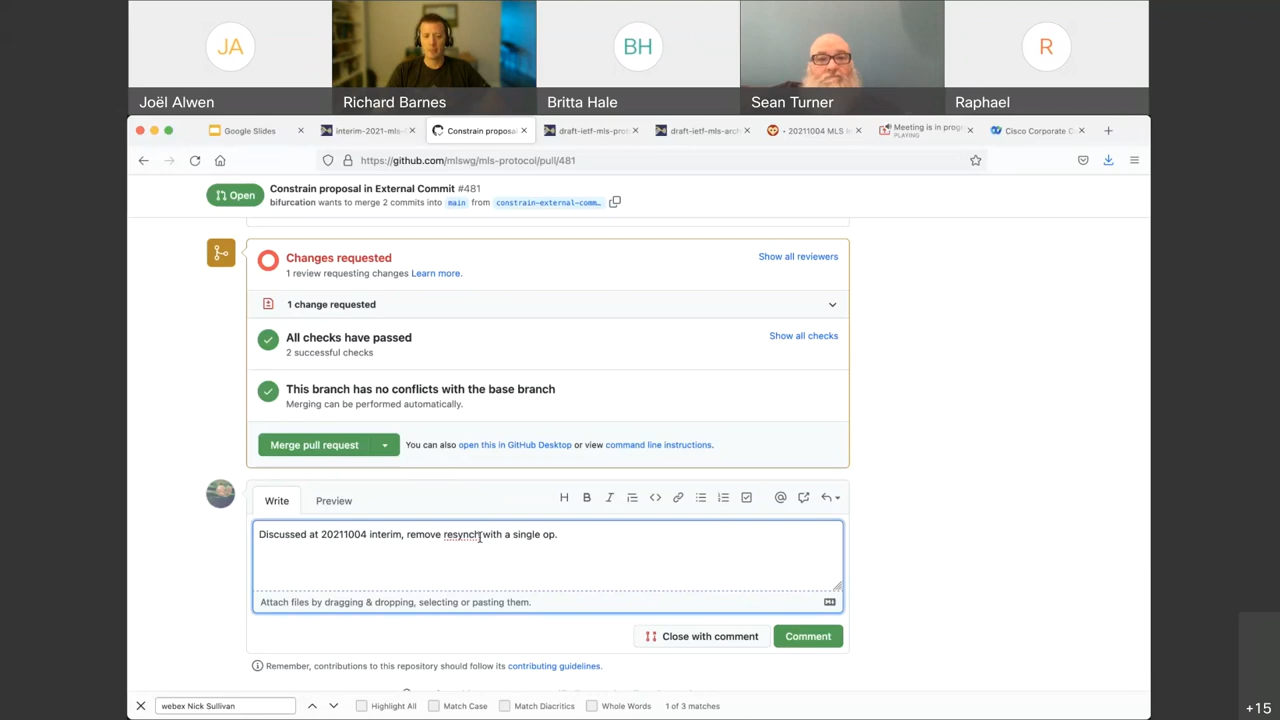 JA
BH
R
Joël Alwen
Richard Barnes
Britta Hale
Sean Turner
Raphael
Google Slides
interim-2021-mls-
Constrain proposal
draft-ietf-mls-prot
draft-ietf-mls-arc
• 20211004 MLS I
Meeting is in prog
PLAYING
Cisco Corporate C
https://github.com/mlswg/mls-protocol/pull/481
Open
Constrain proposal in External Commit #481
bifurcation wants to merge 2 commits into main from constrain-external-comm…
Changes requested
Show all reviewers
1 review requesting changes Learn more.
1 change requested
All checks have passed
Show all checks
2 successful checks
This branch has no conflicts with the base branch
Merging can be performed automatically.
Merge pull request
You can also open this in GitHub Desktop or view command line instructions.
Write
Preview
Discussed at 20211004 interim, remove resynch with a single op.
Attach files by dragging & dropping, selecting or pasting them.
Close with comment
Comment
Remember, contributions to this repository should follow its contributing guidelines.
webex Nick Sullivan
Highlight All
Match Case
Match Diacritics
Whole Words
1 of 3 matches
+15